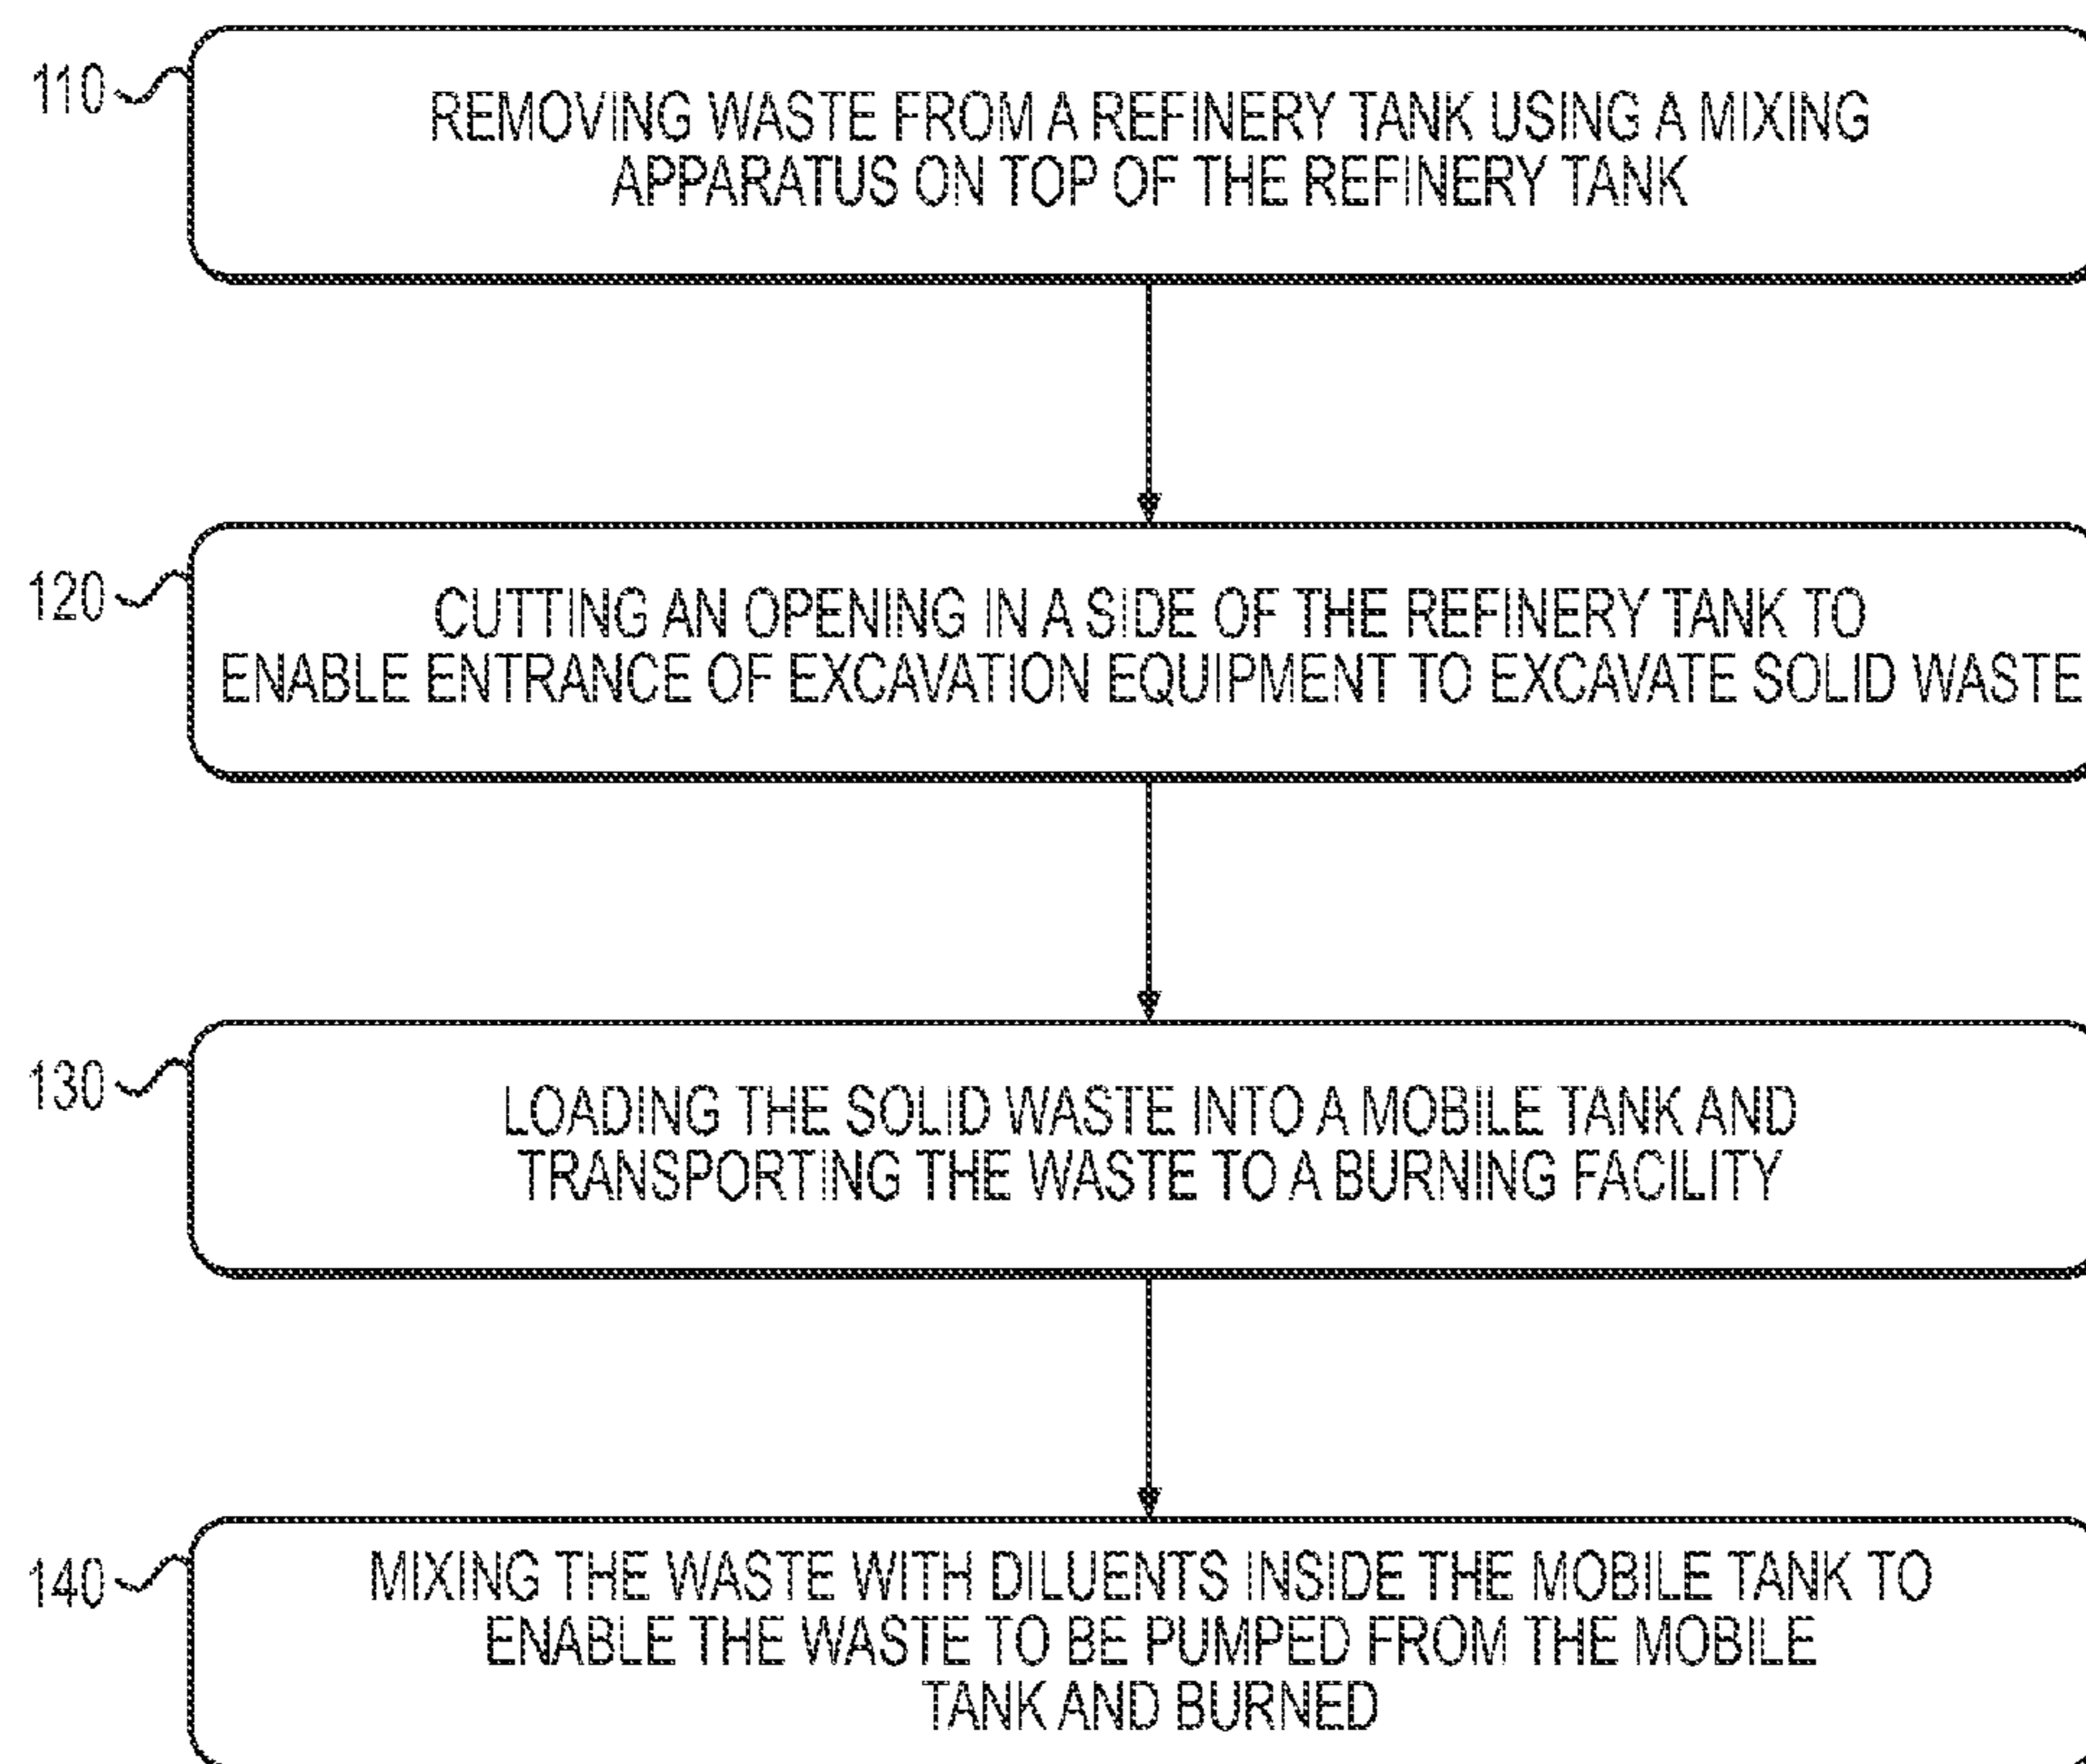 110
REMOVING WASTE FROM A REFINERY TANK USING A MIXING
APPARATUS ON TOP OF THE REFINERY TANK
120
CUTTING AN OPENING IN A SIDE OF THE REFINERY TANK TO
ENABLE ENTRANCE OF EXCAVATION EQUIPMENT TO EXCAVATE SOLID WASTE
130
LOADING THE SOLID WASTE INTO A MOBILE TANK AND
TRANSPORTING THE WASTE TO A BURNING FACILITY
140
MIXING THE WASTE WITH DILUENTS INSIDE THE MOBILE TANK TO
ENABLE THE WASTE TO BE PUMPED FROM THE MOBILE
TANK AND BURNED